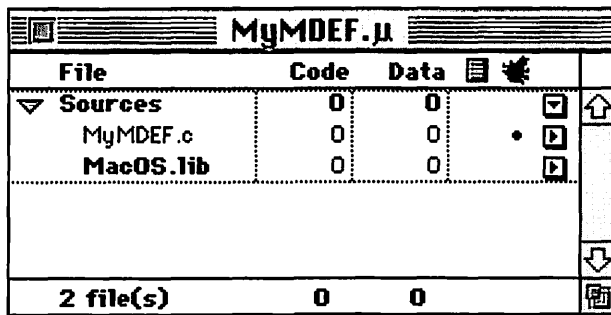 MyMDEF.µ
File Code Data
Sources 0 0
MyMDEF.c 0 0
MacOS.lib 0 0
2 file(s) 0 0